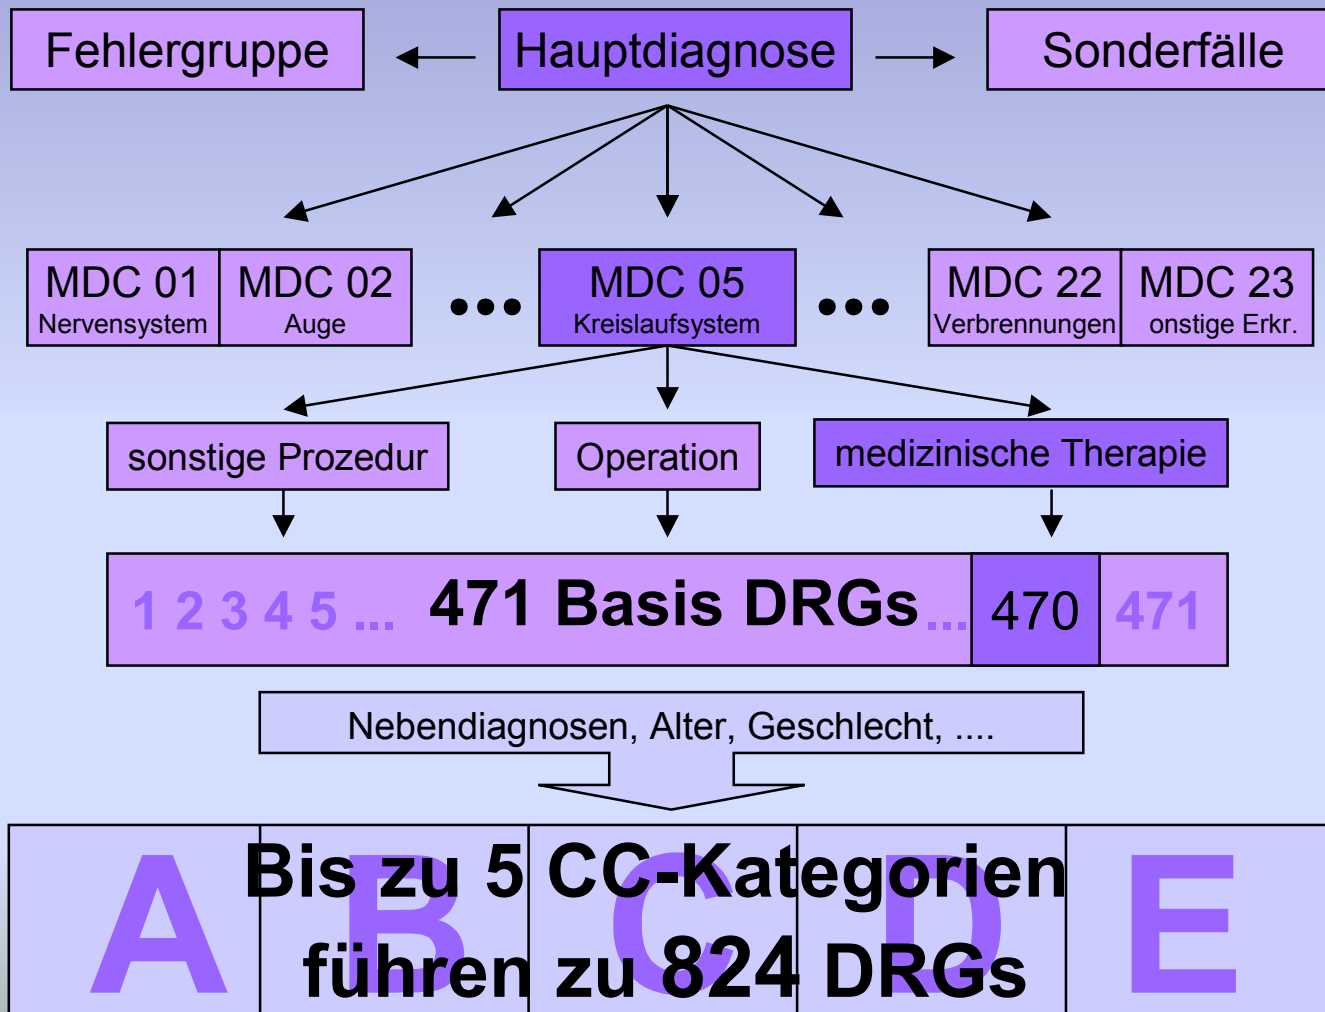 Fehlergruppe Hauptdiagnose Sonderfälle
MDC 01 MDC 02 ●●● MDC 05 ●●● MDC 22 MDC 23
Nervensystem Auge Kreislaufsystem Verbrennungen onstige Erkr.
sonstige Prozedur Operation medizinische Therapie
1 2 3 4 5 ... 471 Basis DRGs ... 470 471
Nebendiagnosen, Alter, Geschlecht, ....
A B C D E
Bis zu 5 CC-Kategorien
führen zu 824 DRGs